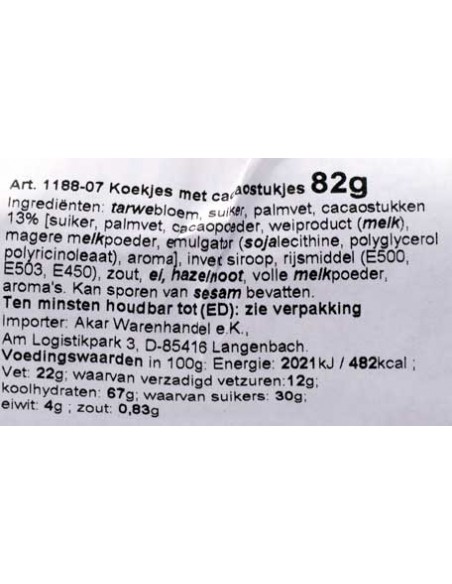 Art. 1188-07 Koekjes met cacaostukjes 82g
Ingrediënten: tarwebloem, suiker, palmvet, cacaostukken
13% [suiker, palmvet, cacaopoeder, weiproduct (melk),
magere melkpoeder, emulgator (sojalecithine, polyglycerol
polyricinoleaat), aroma], invet siroop, rijsmiddel (E500,
E503, E450), zout, ei, hazelnoot, volle melkpoeder,
aroma's. Kan sporen van sesam bevatten.
Ten minsten houdbar tot (ED): zie verpakking
Importer: Akar Warenhandel e.K.,
Am Logistikpark 3, D-85416 Langenbach.
Voedingswaarden in 100g: Energie: 2021kJ / 482kcal ;
Vet: 22g; waarvan verzadigd vetzuren:12g;
koolhydraten: 67g; waarvan suikers: 30g;
eiwit: 4g ; zout: 0,83g